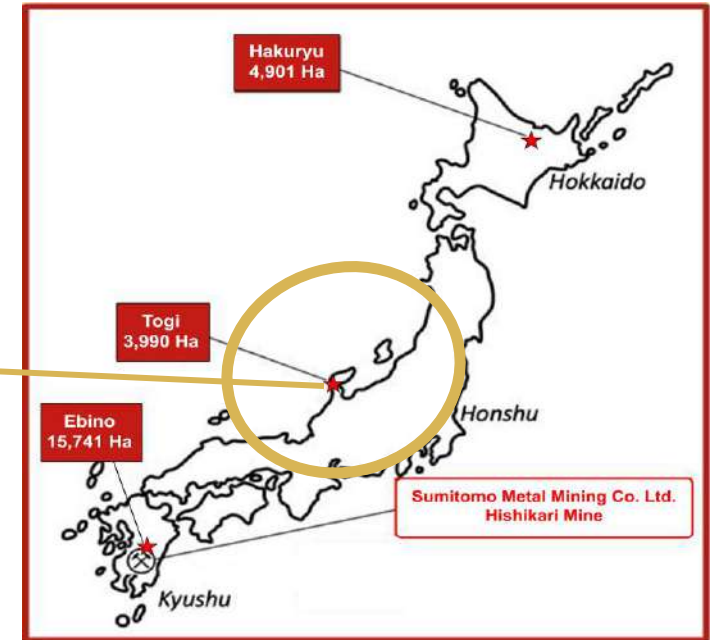 Hakuryu
4,901 Ha
Hokkaido
Togi
3,990 Ha
Ebino
15,741 Ha
Honshu
Sumitomo Metal Mining Co. Ltd.
Hishikari Mine
Kyushu